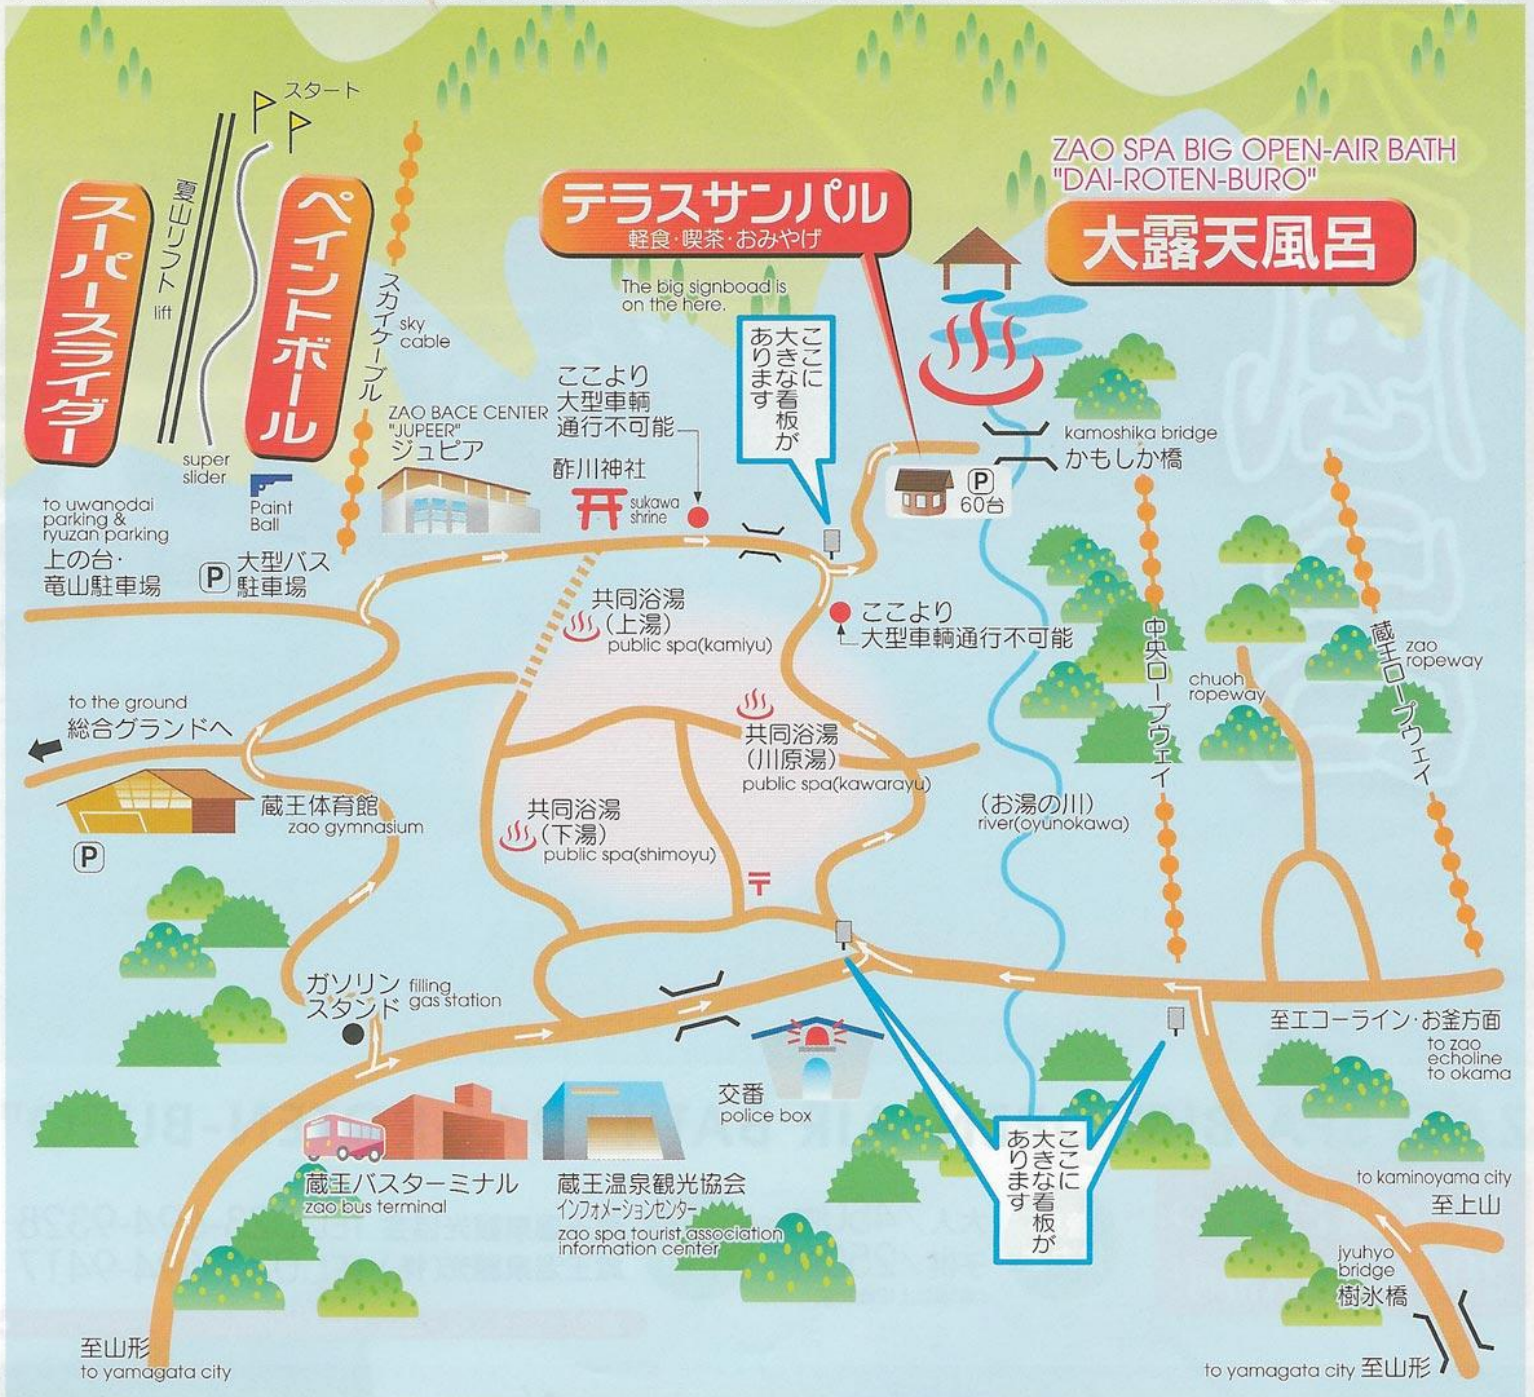 スタート
ZAO SPA BIG OPEN-AIR BATH
"DAI-ROTEN-BURO"
大露天風呂
テラスサンパル
軽食・喫茶・おみやげ
スーパースライダー
夏山リフト
lift
ペイントボール
スカイケーブル
sky
cable
The big signboad is
on the here.
ここに
大きな看板が
あります
ここより
大型車輌
通行不可能
ZAO BACE CENTER
"JUPEER"
ジュピア
酢川神社
sukawa
shrine
super
slider
Paint
Ball
kamoshika bridge
かもしか橋
P
60台
to uwanodai
parking &
ryuzan parking
上の台・
竜山駐車場
P
大型バス
駐車場
共同浴湯
(上湯)
public spa(kamiyu)
ここより
大型車輌通行不可能
中央ロープウェイ
chuoh
ropeway
蔵王ロープウェイ
zao
ropeway
to the ground
総合グランドへ
共同浴湯
(川原湯)
public spa(kawarayu)
蔵王体育館
zao gymnasium
P
共同浴湯
(下湯)
public spa(shimoyu)
〒
(お湯の川)
river(oyunokawa)
ガソリン
スタンド
filling
gas station
至エコーライン・お釜方面
to zao
echoline
to okama
交番
police box
ここに
大きな看板が
あります
蔵王バスターミナル
zao bus terminal
蔵王温泉観光協会
インフォメーションセンター
zao spa tourist association
information center
to kaminoyama city
至上山
jyuhyo
bridge
樹氷橋
至山形
to yamagata city
to yamagata city 至山形